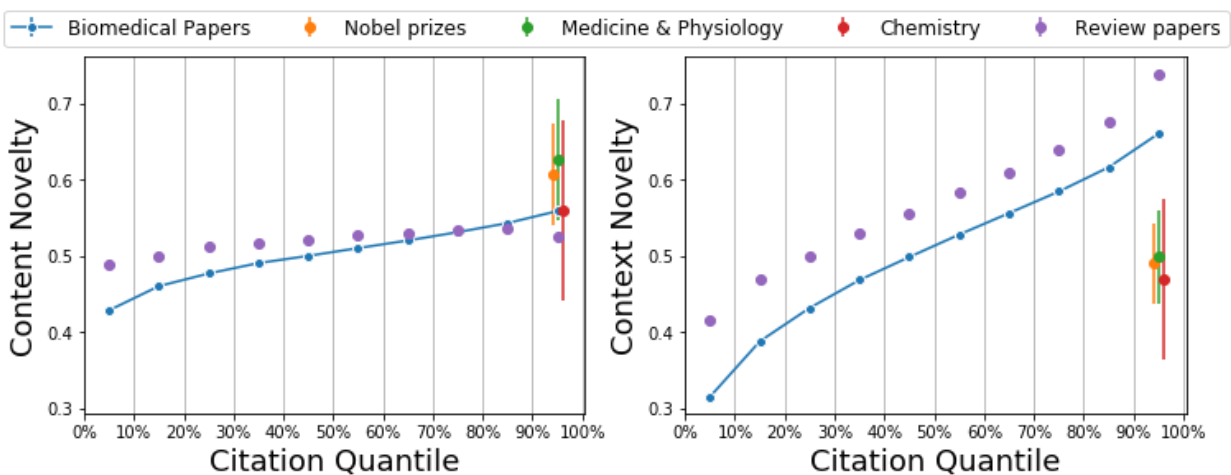 Biomedical Papers Nobel prizes Medicine & Physiology Chemistry Review papers
Content Novelty
0.7
0.6
0.5
0.4
0.3
0% 10% 20% 30% 40% 50% 60% 70% 80% 90% 100%
Citation Quantile
Context Novelty
0.7
0.6
0.5
0.4
0.3
0% 10% 20% 30% 40% 50% 60% 70% 80% 90% 100%
Citation Quantile